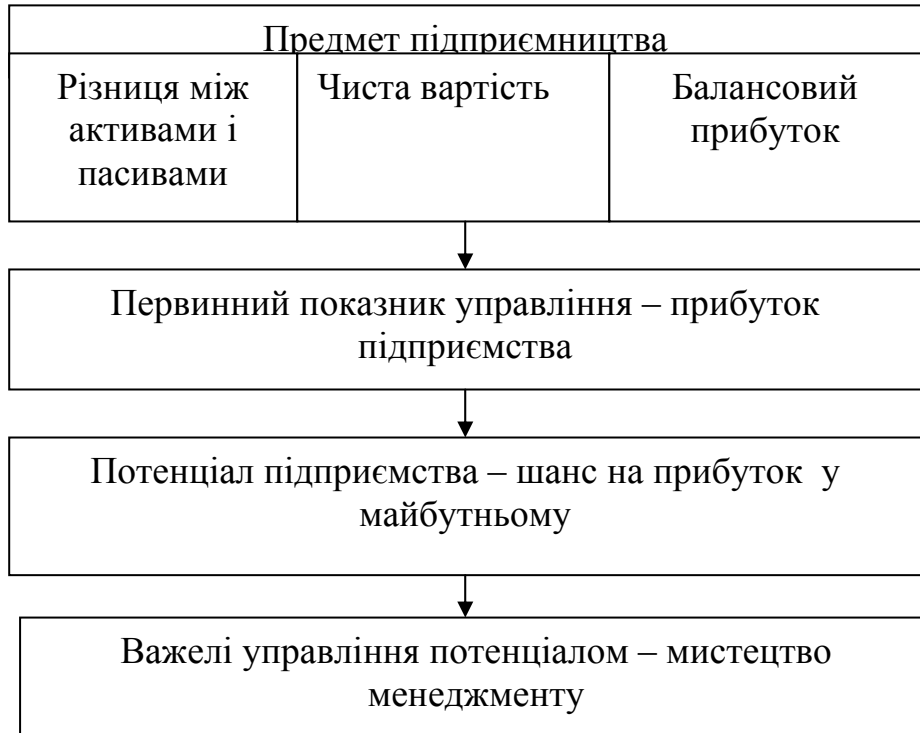 Предмет підприємництва
Різниця між
активами і
пасивами
Чиста вартість
Балансовий
прибуток
Первинний показник управління – прибуток
підприємства
Потенціал підприємства – шанс на прибуток у
майбутньому
Важелі управління потенціалом – мистецтво
менеджменту